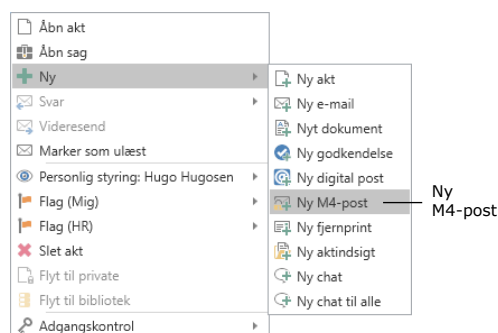 Åbn akt
Åbn sag
Ny
Svar
Videresend
Marker som ulæst
Personlig styring: Hugo Hugosen
Flag (Mig)
Flag (HR)
Slet akt
Flyt til private
Flyt til bibliotek
Adgangskontrol
Ny akt
Ny e-mail
Nyt dokument
Ny godkendelse
Ny digital post
Ny M4-post
Ny fjernprint
Ny aktindsigt
Ny chat
Ny chat til alle
Ny
M4-post